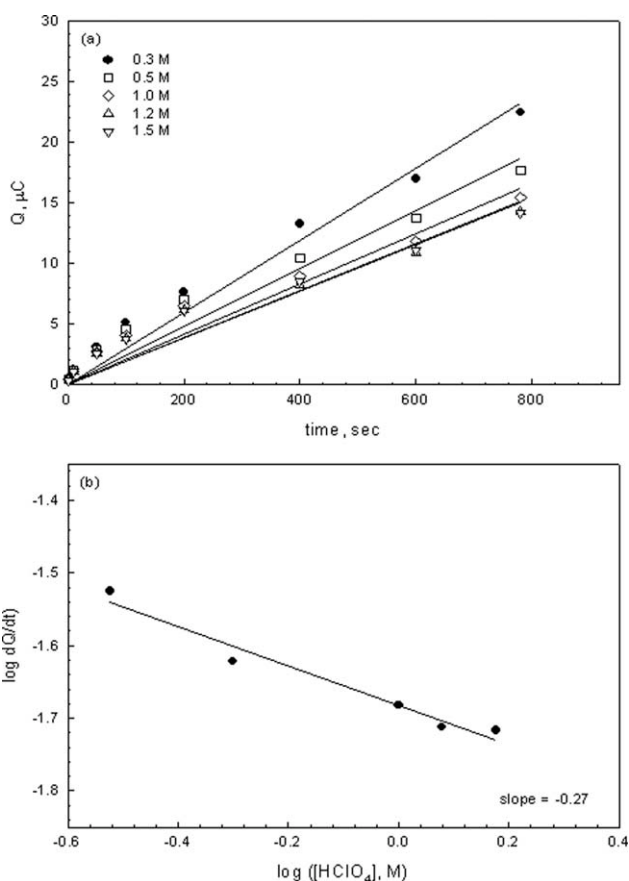 (a)
0.3 M
0.5 M
1.0 M
1.2 M
1.5 M
30
25
20
15
10
5
0
Q, μC
0 200 400 600 800
time, sec
(b)
-1.4
-1.5
-1.6
-1.7
-1.8
log dQ/dt)
slope = -0.27
-0.6 -0.4 -0.2 0.0 0.2 0.4
log ([HClO4], M)